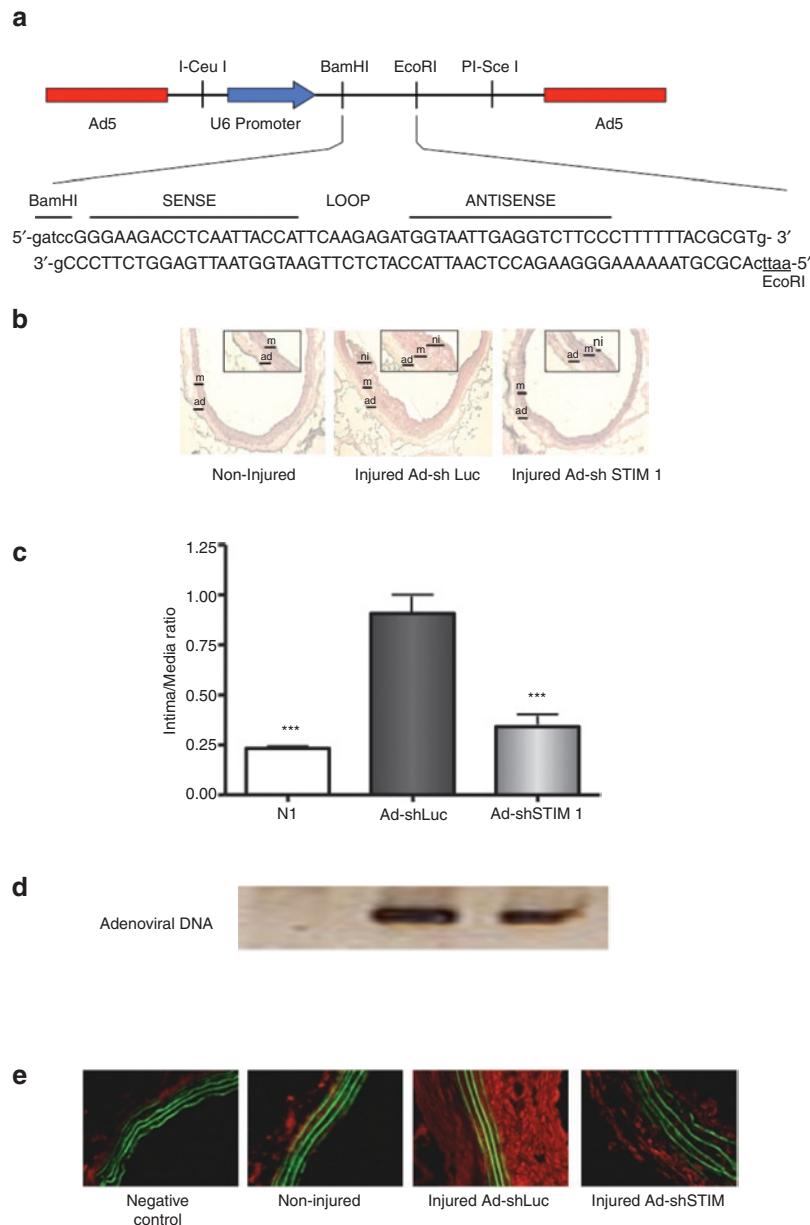 a
I-Ceu I BamHI EcoRI PI-Sce I
Ad5 U6 Promoter Ad5
BamHI SENSE LOOP ANTISENSE
5′-gatccGGGAAGACCTCAATTACCATTCAAGAGATGGTAATTGAGGTCTTCCCTTTTTTACGCGTg- 3′
3′-gCCCTTCTGGAGTTAATGGTAAGTTCTCTACCATTAACTCCAGAAGGGAAAAAATGCGCActtaa-5′
EcoRI
b
m ad m ad
ni m ad ni m ad
ni m ad m ad
Non-Injured Injured Ad-sh Luc Injured Ad-sh STIM 1
c
Intima/Media ratio
1.25
1.00
0.75
0.50
0.25
0.00
*** ***
N1 Ad-shLuc Ad-shSTIM 1
d
Adenoviral DNA
e
Negative control Non-injured Injured Ad-shLuc Injured Ad-shSTIM